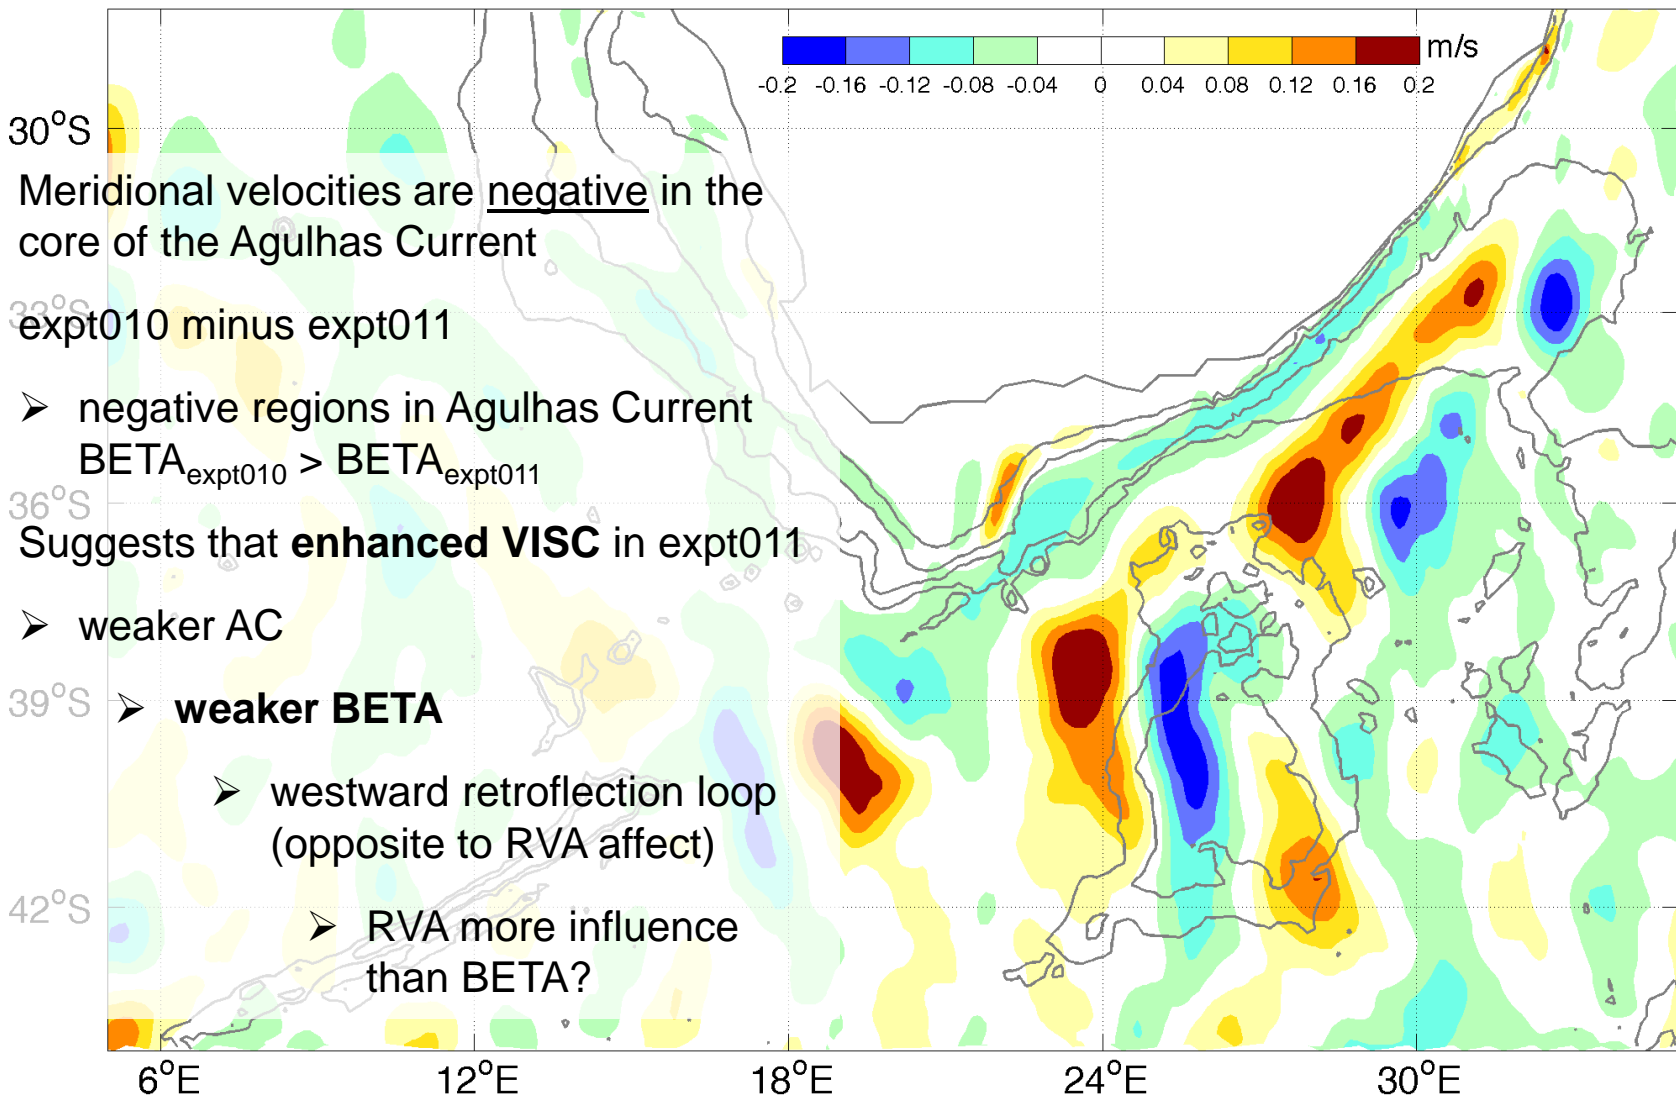 m/s
-0.2 -0.16 -0.12 -0.08 -0.04 0 0.04 0.08 0.12 0.16 0.2
30°S
Meridional velocities are negative in the
core of the Agulhas Current
33°S
expt010 minus expt011
➢ negative regions in Agulhas Current
BETAexpt010 > BETAexpt011
36°S
Suggests that enhanced VISC in expt011
➢ weaker AC
39°S
➢ weaker BETA
➢ westward retroflection loop
(opposite to RVA affect)
42°S
➢ RVA more influence
than BETA?
6°E 12°E 18°E 24°E 30°E